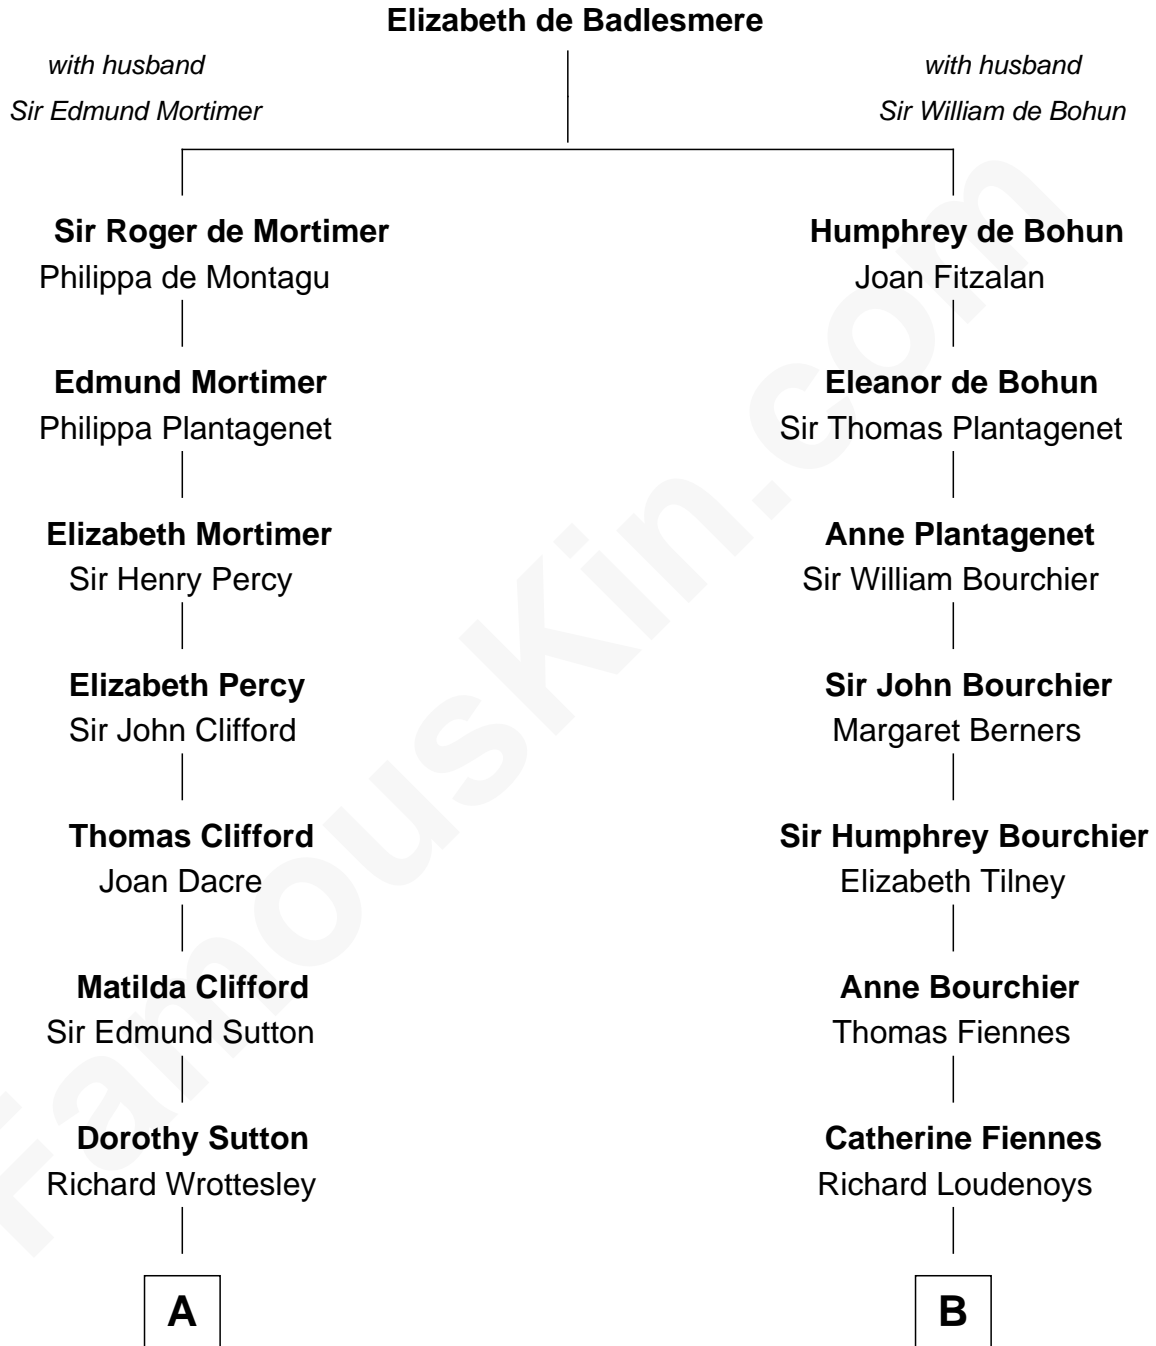 Elizabeth de Badlesmere
with husband
Sir Edmund Mortimer
with husband
Sir William de Bohun
Sir Roger de Mortimer
Philippa de Montagu
Humphrey de Bohun
Joan Fitzalan
Edmund Mortimer
Philippa Plantagenet
Eleanor de Bohun
Sir Thomas Plantagenet
Elizabeth Mortimer
Sir Henry Percy
Anne Plantagenet
Sir William Bourchier
Elizabeth Percy
Sir John Clifford
Sir John Bourchier
Margaret Berners
Thomas Clifford
Joan Dacre
Sir Humphrey Bourchier
Elizabeth Tilney
Matilda Clifford
Sir Edmund Sutton
Anne Bourchier
Thomas Fiennes
Dorothy Sutton
Richard Wrottesley
Catherine Fiennes
Richard Loudenoys
A
B
FamousKin.com